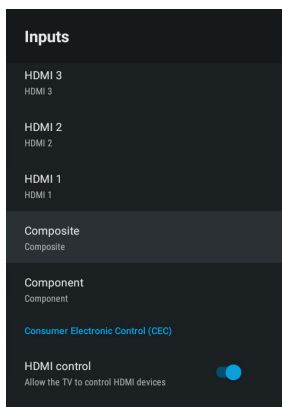 Inputs
HDMI 3
HDMI 3
HDMI 2
HDMI 2
HDMI 1
HDMI 1
Composite
Composite
Component
Component
Consumer Electronic Control (CEC)
HDMI control
Allow the TV to control HDMI devices